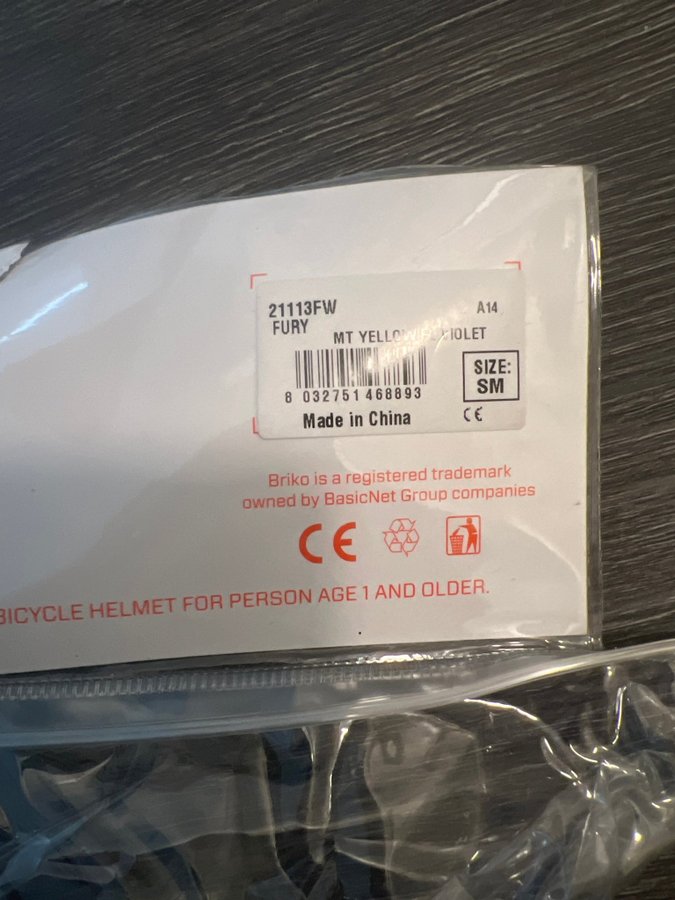 21113FW A14
FURY
MT YELLOW
8 032751 468893
SIZE:
SM
Made in China CE
Briko is a registered trademark
owned by BasicNet Group companies
CE
BICYCLE HELMET FOR PERSON AGE 1 AND OLDER.